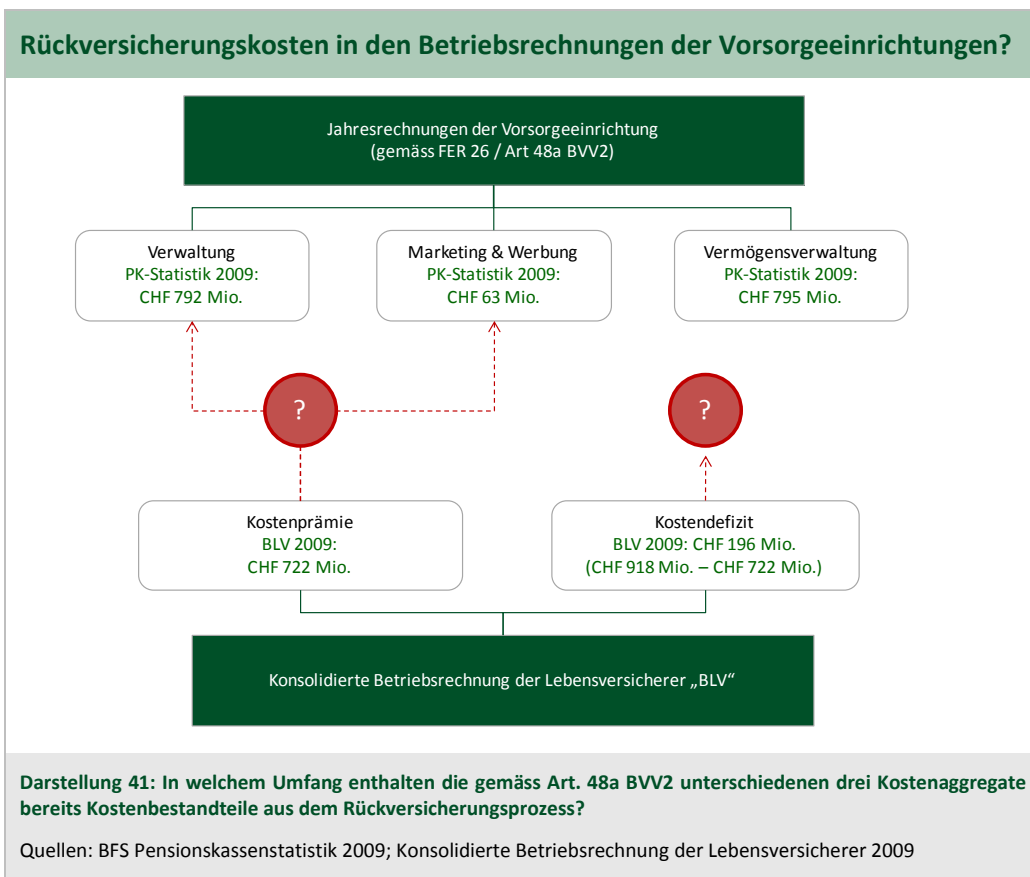 Rückversicherungskosten in den Betriebsrechnungen der Vorsorgeeinrichtungen?
Jahresrechnungen der Vorsorgeeinrichtung
(gemäss FER 26 / Art 48a BVV2)
Verwaltung
PK-Statistik 2009:
CHF 792 Mio.
Marketing & Werbung
PK-Statistik 2009:
CHF 63 Mio.
Vermögensverwaltung
PK-Statistik 2009:
CHF 795 Mio.
?
?
Kostenprämie
BLV 2009:
CHF 722 Mio.
Kostendefizit
BLV 2009: CHF 196 Mio.
(CHF 918 Mio. – CHF 722 Mio.)
Konsolidierte Betriebsrechnung der Lebensversicherer „BLV“
Darstellung 41: In welchem Umfang enthalten die gemäss Art. 48a BVV2 unterschiedenen drei Kostenaggregate
bereits Kostenbestandteile aus dem Rückversicherungsprozess?
Quellen: BFS Pensionskassenstatistik 2009; Konsolidierte Betriebsrechnung der Lebensversicherer 2009